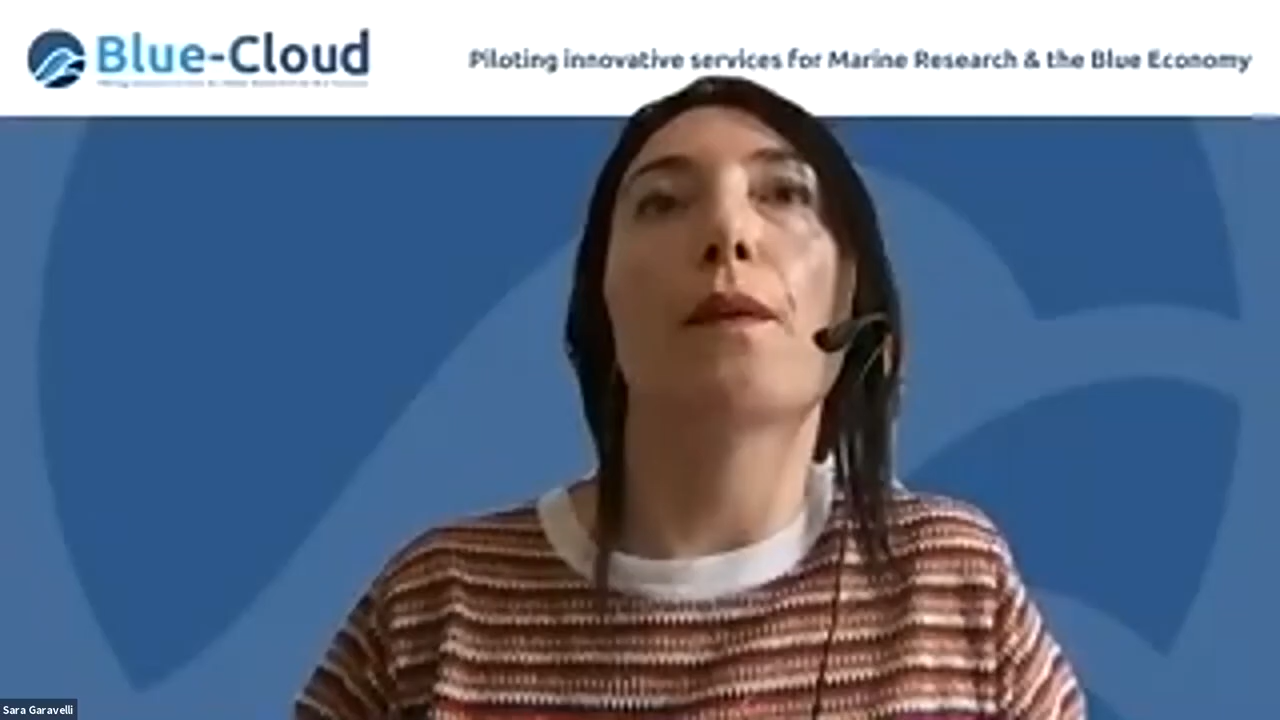 Blue-Cloud
Piloting innovative services for Marine Research & the Blue Economy
Sara Garavelli